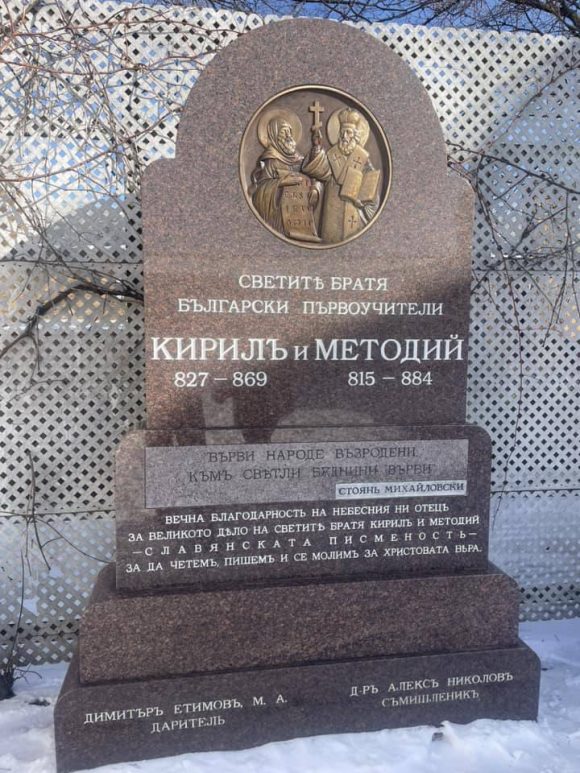 СВЕТИТѢ БРАТЯ
БЪЛГАРСКИ ПЪРВОУЧИТЕЛИ
КИРИЛЪ и МЕТОДИЙ
827 – 869 815 – 884
ВЪРВИ НАРОДЕ ВЪЗРОДЕНИ
КЪМЪ СВѢТЛИ БѪДНИНИ ВЪРВИ
СТОЯНЬ МИХАЙЛОВСКИ
ВЕЧНА БЛАГОДАРНОСТЬ НА НЕБЕСНИЯ НИ ОТЕЦЪ
ЗА ВЕЛИКОТО ДѢЛО НА СВЕТИТѢ БРАТЯ КИРИЛЪ И МЕТОДИЙ
–СЛАВЯНСКАТА ПИСМЕНОСТЬ–
ЗА ДА ЧЕТЕМЪ, ПИШЕМЪ И СЕ МОЛИМЪ ЗА ХРИСТОВАТА ВѢРА.
ДИМИТЪРЪ ЕТИМОВЪ, М. А.
ДАРИТЕЛЬ
Д-РЪ АЛЕКСЪ НИКОЛОВЪ
СЪМИШЛЕНИКЪ